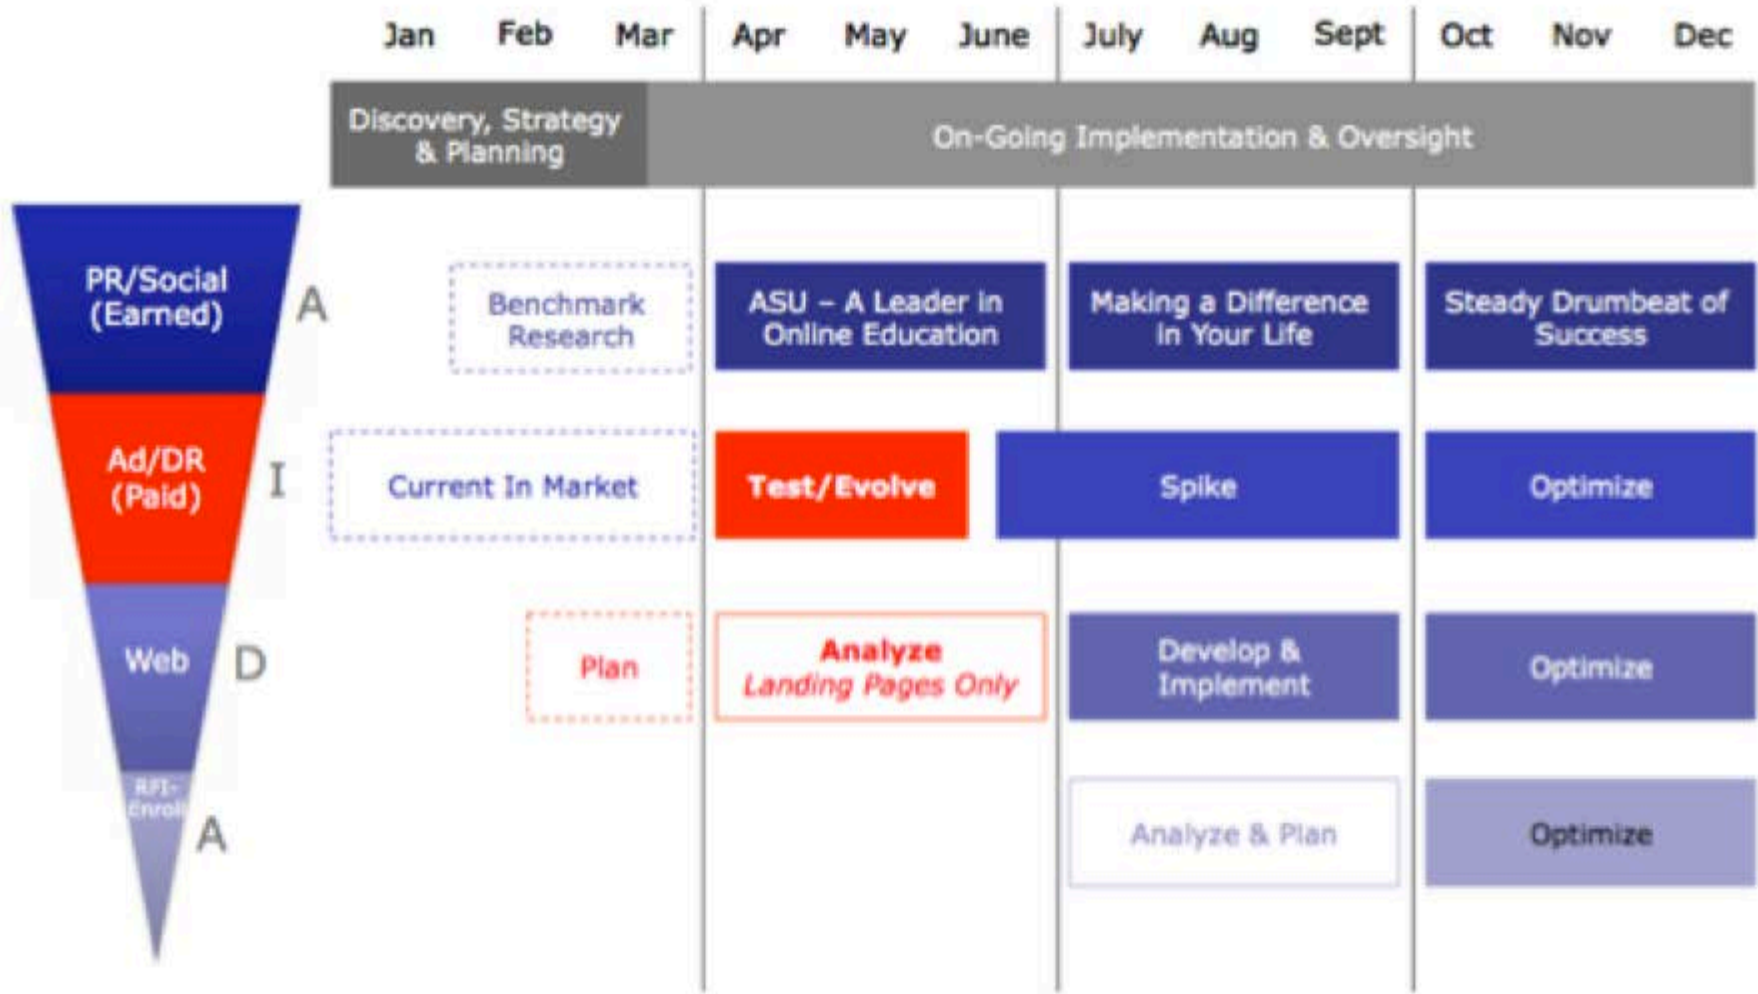 Jan Feb Mar Apr May June July Aug Sept Oct Nov Dec
Discovery, Strategy
& Planning
On-Going Implementation & Oversight
PR/Social
(Earned)
A
Benchmark
Research
ASU – A Leader in
Online Education
Making a Difference
in Your Life
Steady Drumbeat of
Success
Ad/DR
(Paid)
I
Current In Market
Test/Evolve
Spike
Optimize
Web
D
Plan
Analyze
Landing Pages Only
Develop &
Implement
Optimize
RFI-
Enroll
A
Analyze & Plan
Optimize